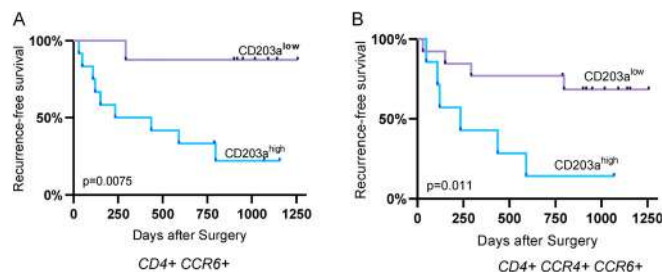 A
Recurrence-free survival
100%
50%
0%
CD203a^low
CD203a^high
p=0.0075
0 250 500 750 1000 1250
Days after Surgery
CD4+ CCR6+
B
Recurrence-free survival
100%
50%
0%
CD203a^low
CD203a^high
p=0.011
0 250 500 750 1000 1250
Days after Surgery
CD4+ CCR4+ CCR6+